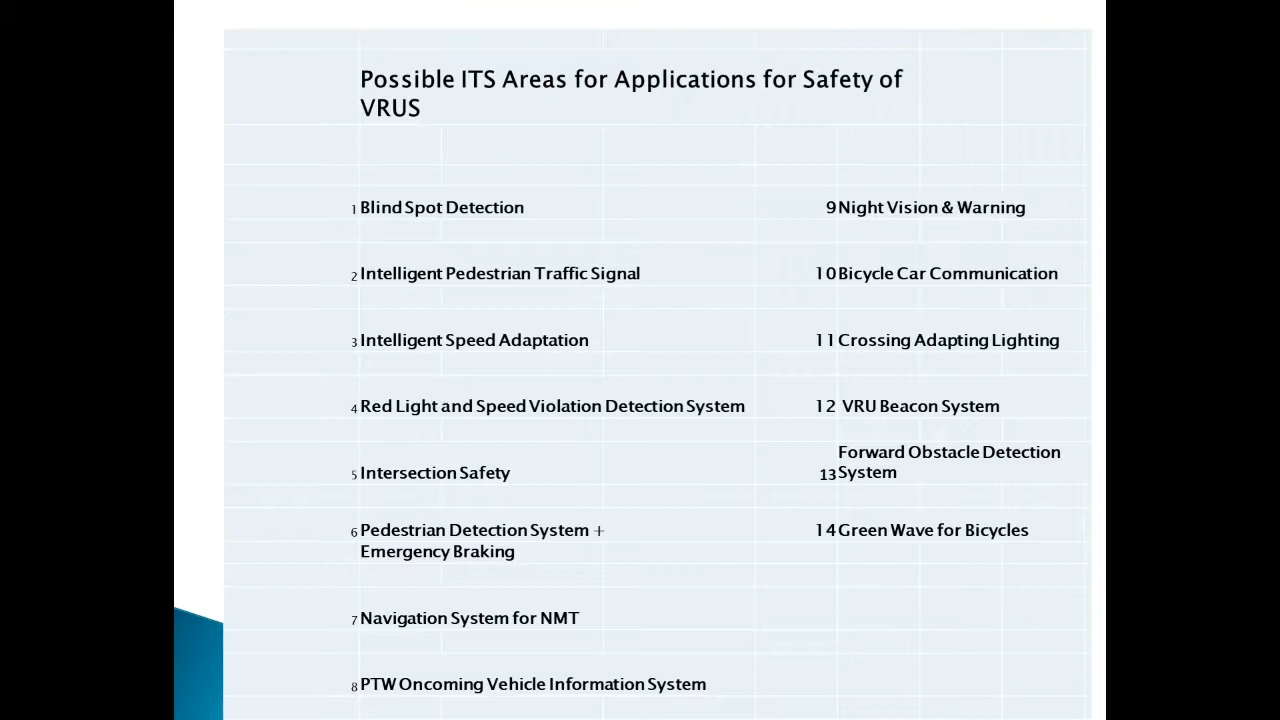 Possible ITS Areas for Applications for Safety of
VRUS
1 Blind Spot Detection
2 Intelligent Pedestrian Traffic Signal
3 Intelligent Speed Adaptation
4 Red Light and Speed Violation Detection System
5 Intersection Safety
6 Pedestrian Detection System +
Emergency Braking
7 Navigation System for NMT
8 PTW Oncoming Vehicle Information System
9 Night Vision & Warning
10 Bicycle Car Communication
11 Crossing Adapting Lighting
12 VRU Beacon System
Forward Obstacle Detection
13 System
14 Green Wave for Bicycles